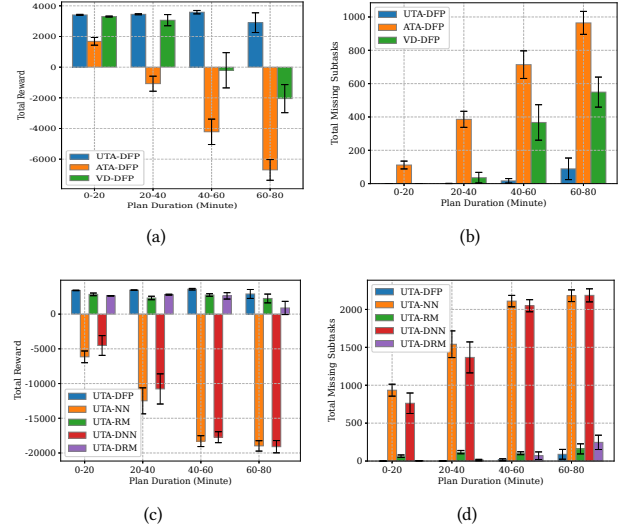 4000
2000
0
-2000
-4000
-6000
Total Reward
UTA-DFP
ATA-DFP
VD-DFP
0-20 20-40 40-60 60-80
Plan Duration (Minute)
(a)
1000
800
600
400
200
0
Total Missing Subtasks
UTA-DFP
ATA-DFP
VD-DFP
0-20 20-40 40-60 60-80
Plan Duration (Minute)
(b)
0
-5000
-10000
-15000
-20000
Total Reward
UTA-DFP
UTA-NN
UTA-RM
UTA-DNN
UTA-DRM
0-20 20-40 40-60 60-80
Plan Duration (Minute)
(c)
2000
1500
1000
500
0
Total Missing Subtasks
UTA-DFP
UTA-NN
UTA-RM
UTA-DNN
UTA-DRM
0-20 20-40 40-60 60-80
Plan Duration (Minute)
(d)